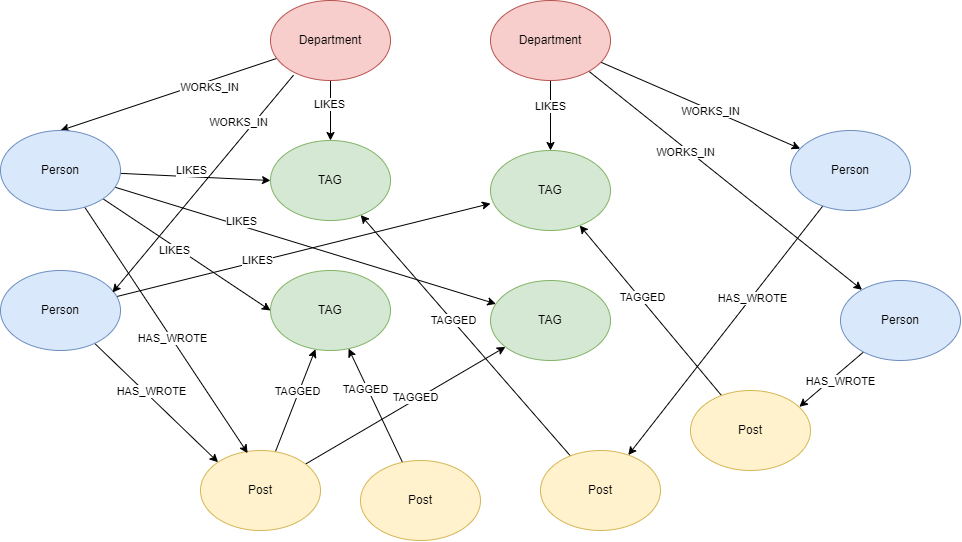 Department
Department
WORKS_IN
LIKES
LIKES
WORKS_IN
WORKS_IN
WORKS_IN
Person
LIKES
TAG
TAG
Person
LIKES
LIKES
LIKES
Person
TAG
TAGGED
TAGGED
TAG
HAS_WROTE
Person
HAS_WROTE
HAS_WROTE
TAGGED
TAGGED
TAGGED
HAS_WROTE
Post
Post
Post
Post